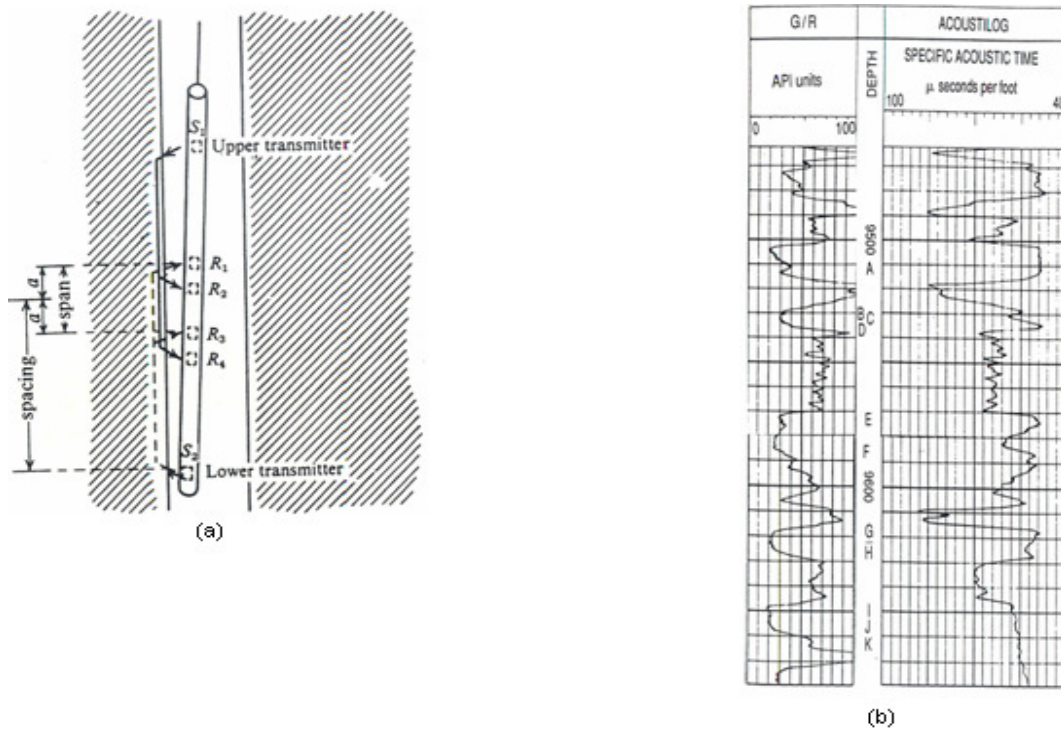 S₁
Upper transmitter
R₁
R₂
R₃
R₄
a
a
span
spacing
Lower transmitter
(a)
G/R
ACOUSTILOG
API units
DEPTH
SPECIFIC ACOUSTIC TIME
μ. seconds per foot
0 100
100 40
9500
A
B
C
D
E
F
9600
G
H
I
J
K
(b)